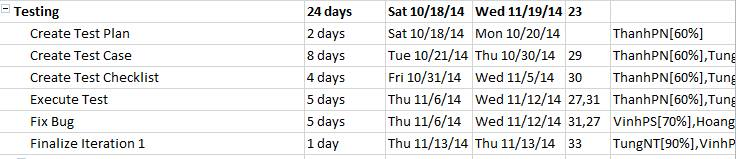 Testing 24 days Sat 10/18/14 Wed 11/19/14 23
Create Test Plan 2 days Sat 10/18/14 Mon 10/20/14 ThanhPN[60%]
Create Test Case 8 days Tue 10/21/14 Thu 10/30/14 29 ThanhPN[60%],Tung
Create Test Checklist 4 days Fri 10/31/14 Wed 11/5/14 30 ThanhPN[60%],Tung
Execute Test 5 days Thu 11/6/14 Wed 11/12/14 27,31 ThanhPN[60%],Tung
Fix Bug 5 days Thu 11/6/14 Wed 11/12/14 31,27 VinhPS[70%],Hoang
Finalize Iteration 1 1 day Thu 11/13/14 Thu 11/13/14 33 TungNT[90%],VinhP